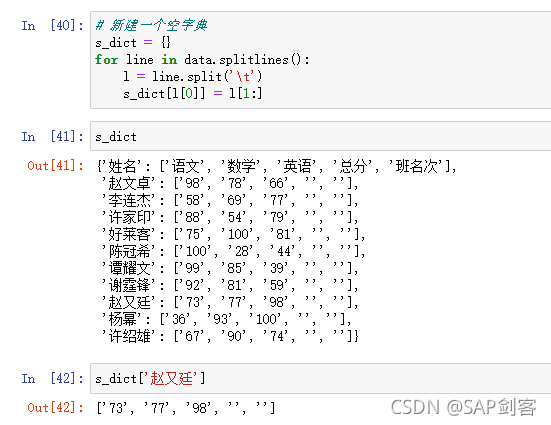 In [40]: # 新建一个空字典
s_dict = {}
for line in data.splitlines():
    l = line.split('\t')
    s_dict[l[0]] = l[1:]
In [41]: s_dict
Out[41]: {'姓名': ['语文', '数学', '英语', '总分', '班名次'],
'赵文卓': ['98', '78', '66', '', ''],
'李连杰': ['58', '69', '77', '', ''],
'许家印': ['88', '54', '79', '', ''],
'好莱客': ['75', '100', '81', '', ''],
'陈冠希': ['100', '28', '44', '', ''],
'谭耀文': ['99', '85', '39', '', ''],
'谢霆锋': ['92', '81', '59', '', ''],
'赵又廷': ['73', '77', '98', '', ''],
'杨幂': ['36', '93', '100', '', ''],
'许绍雄': ['67', '90', '74', '', '']}
In [42]: s_dict['赵又廷']
Out[42]: ['73', '77', '98', '', '']
CSDN @SAP剑客